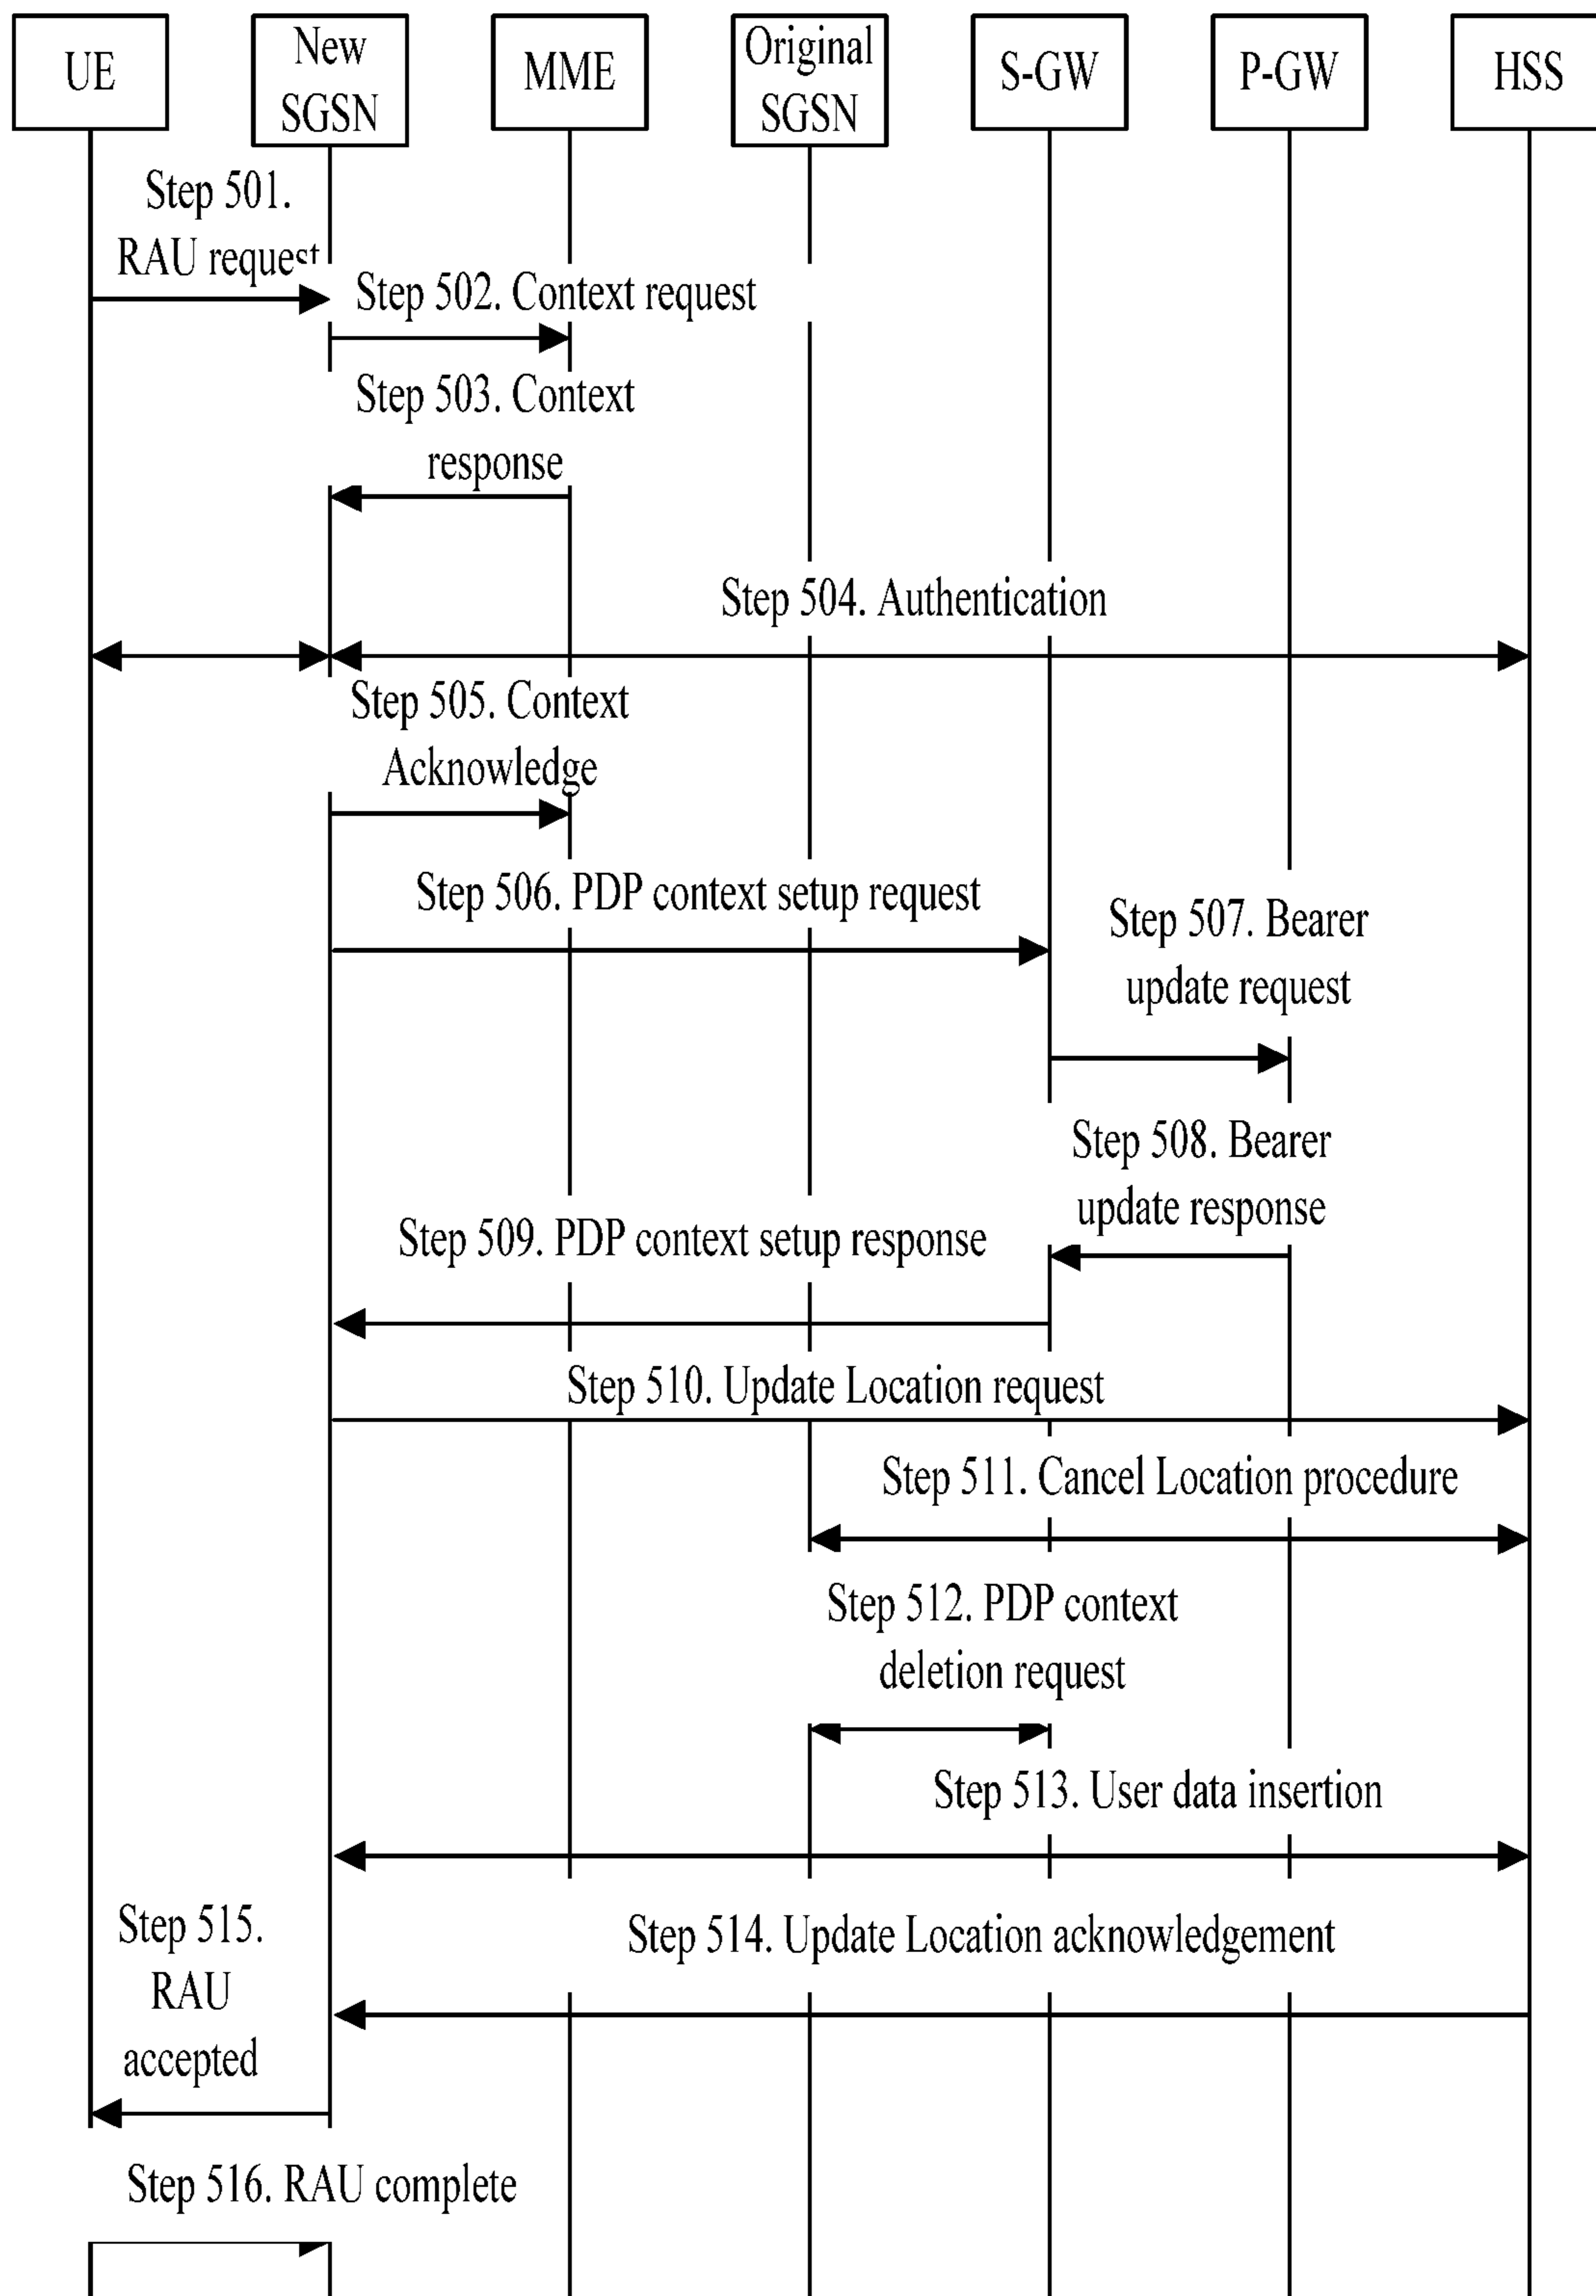 UE
New
SGSN
MME
Original
SGSN
S-GW
P-GW
HSS
Step 501.
RAU request
Step 502. Context request
Step 503. Context
response
Step 504. Authentication
Step 505. Context
Acknowledge
Step 506. PDP context setup request
Step 507. Bearer
update request
Step 508. Bearer
update response
Step 509. PDP context setup response
Step 510. Update Location request
Step 511. Cancel Location procedure
Step 512. PDP context
deletion request
Step 513. User data insertion
Step 514. Update Location acknowledgement
Step 515.
RAU
accepted
Step 516. RAU complete